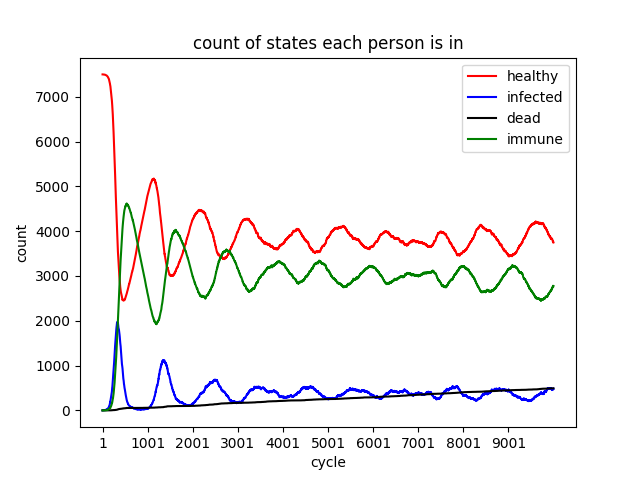 count of states each person is in
healthy
infected
dead
immune
7000
6000
5000
4000
3000
2000
1000
0
count
1 1001 2001 3001 4001 5001 6001 7001 8001 9001
cycle